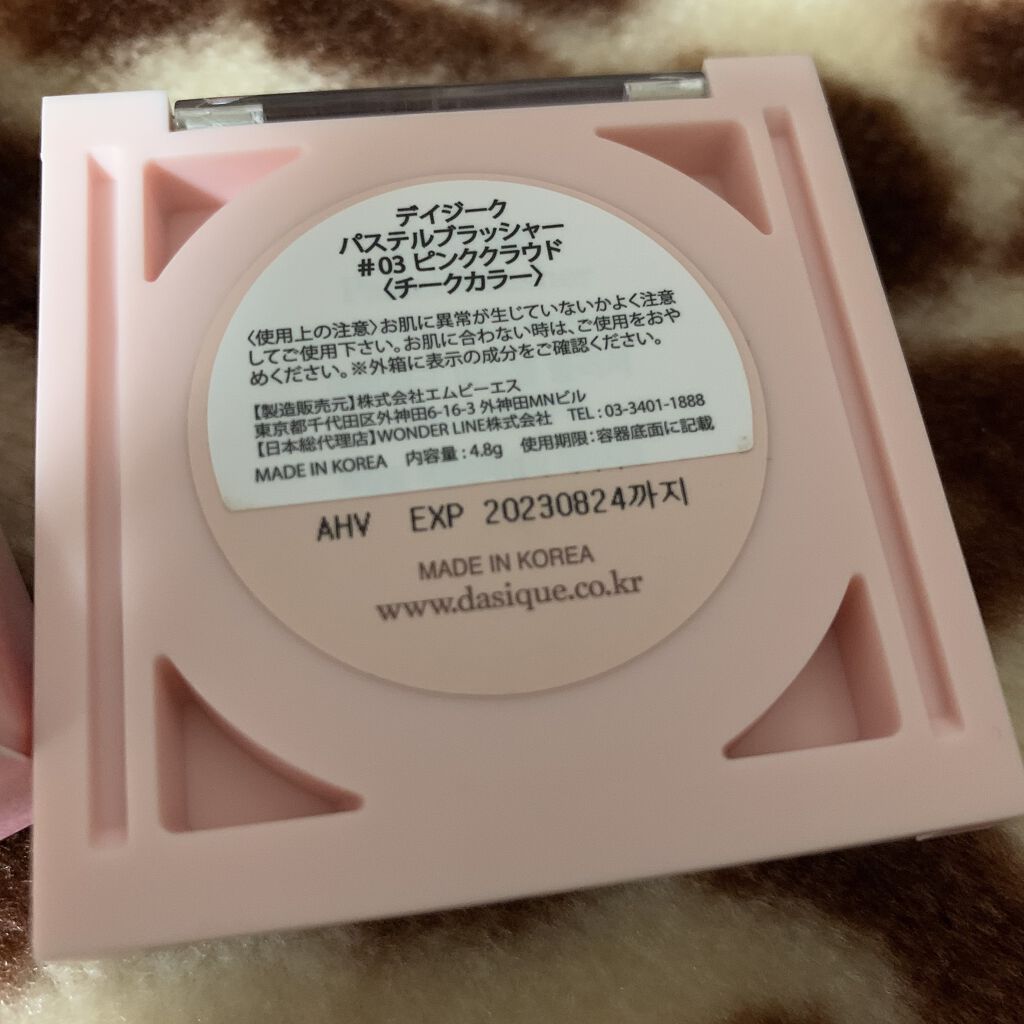 デイジーク
パステルブラッシャー
#03 ピンククラウド
〈チークカラー〉
〈使用上の注意〉お肌に異常が生じていないかよく注意
してご使用下さい。お肌に合わない時は、ご使用をおや
めください。※外箱に表示の成分をご確認ください。
【製造販売元】株式会社エムビーエス
東京都千代田区外神田6-16-3 外神田MNビル
【日本総代理店】WONDER LINE株式会社 TEL : 03-3401-1888
MADE IN KOREA 内容量 : 4.8g 使用期限:容器底面に記載
AHV EXP 20230824까지
MADE IN KOREA
www.dasique.co.kr